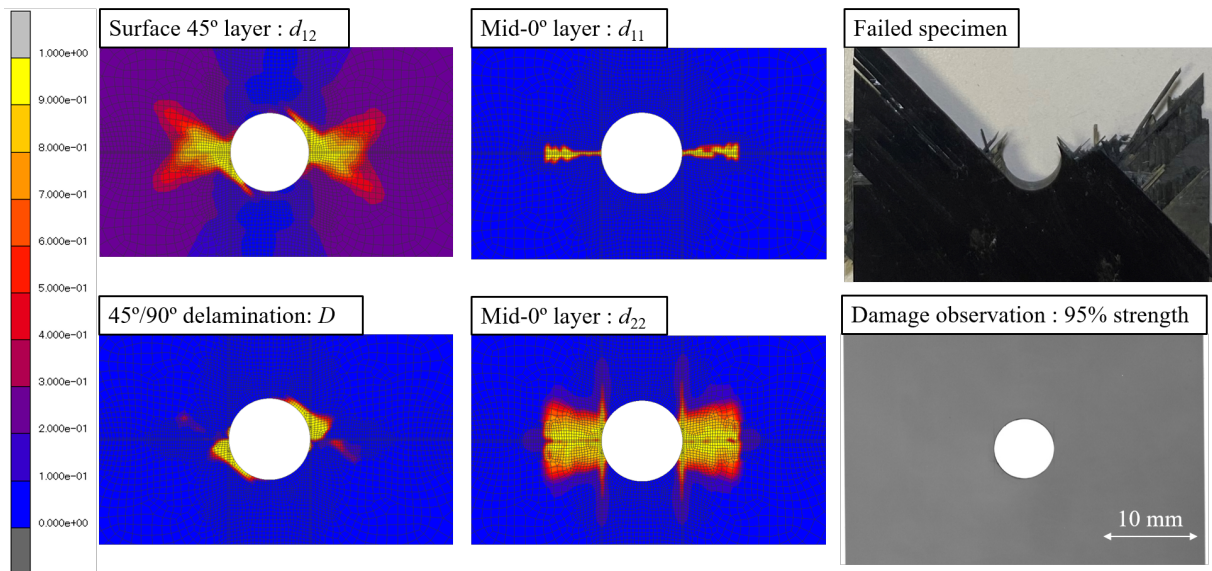 Surface 45º layer : d12
Mid-0º layer : d11
Failed specimen
1.000e+00
9.000e-01
8.000e-01
7.000e-01
6.000e-01
5.000e-01
4.000e-01
3.000e-01
2.000e-01
1.000e-01
0.000e+00
45º/90º delamination: D
Mid-0º layer : d22
Damage observation : 95% strength
10 mm